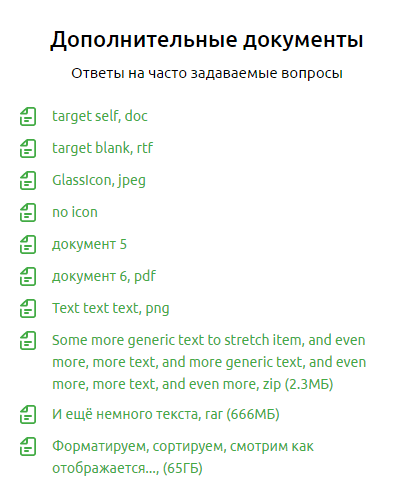 Дополнительные документы
Ответы на часто задаваемые вопросы
target self, doc
target blank, rtf
GlassIcon, jpeg
no icon
документ 5
документ 6, pdf
Text text text, png
Some more generic text to stretch item, and even
more, more text, and more generic text, and even
more, more text, and even more, zip (2.3МБ)
И ещё немного текста, rar (666МБ)
Форматируем, сортируем, смотрим как
отображается..., (65ГБ)